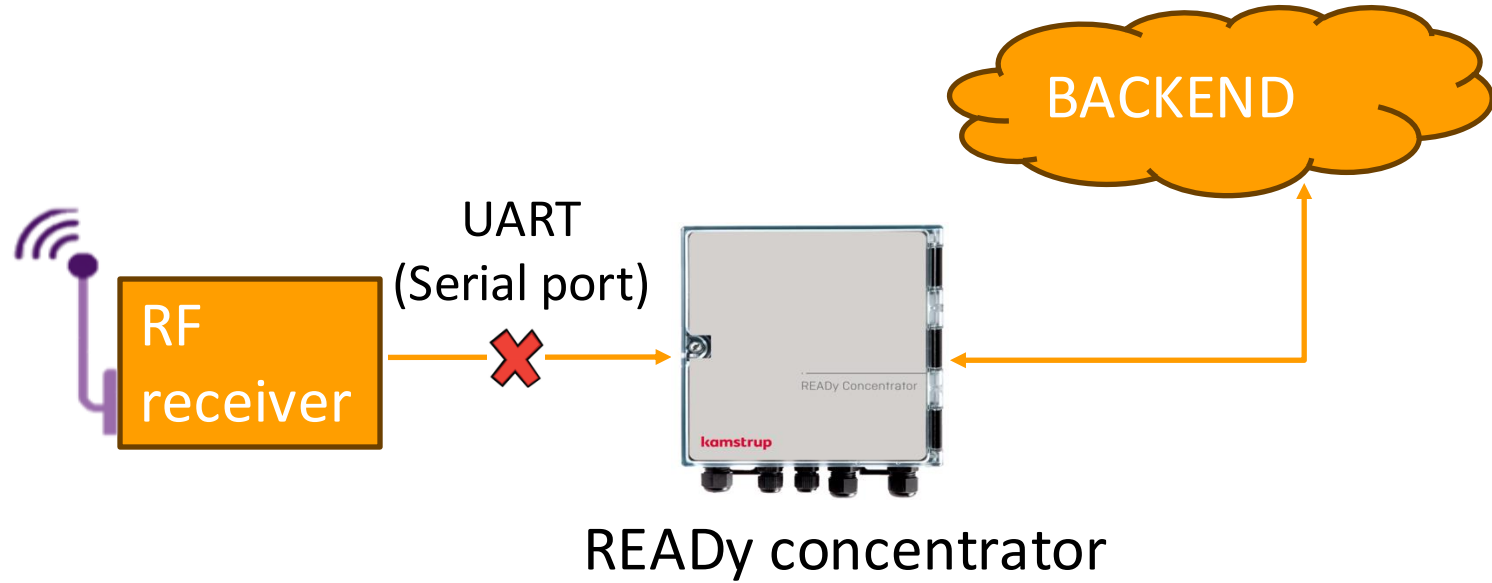 BACKEND
UART
(Serial port)
RF
receiver
READy Concentrator
kamstrup
READy concentrator